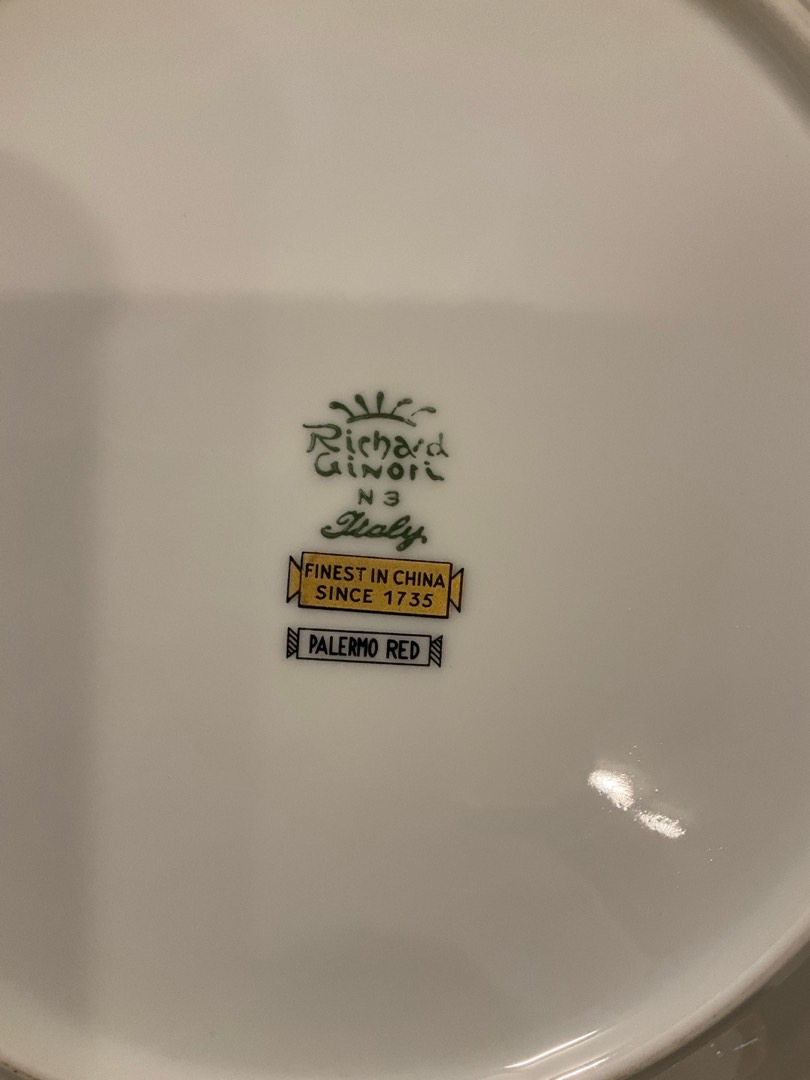 Richard
Ginori
N 3
Italy
FINEST IN CHINA
SINCE 1735
PALERMO RED